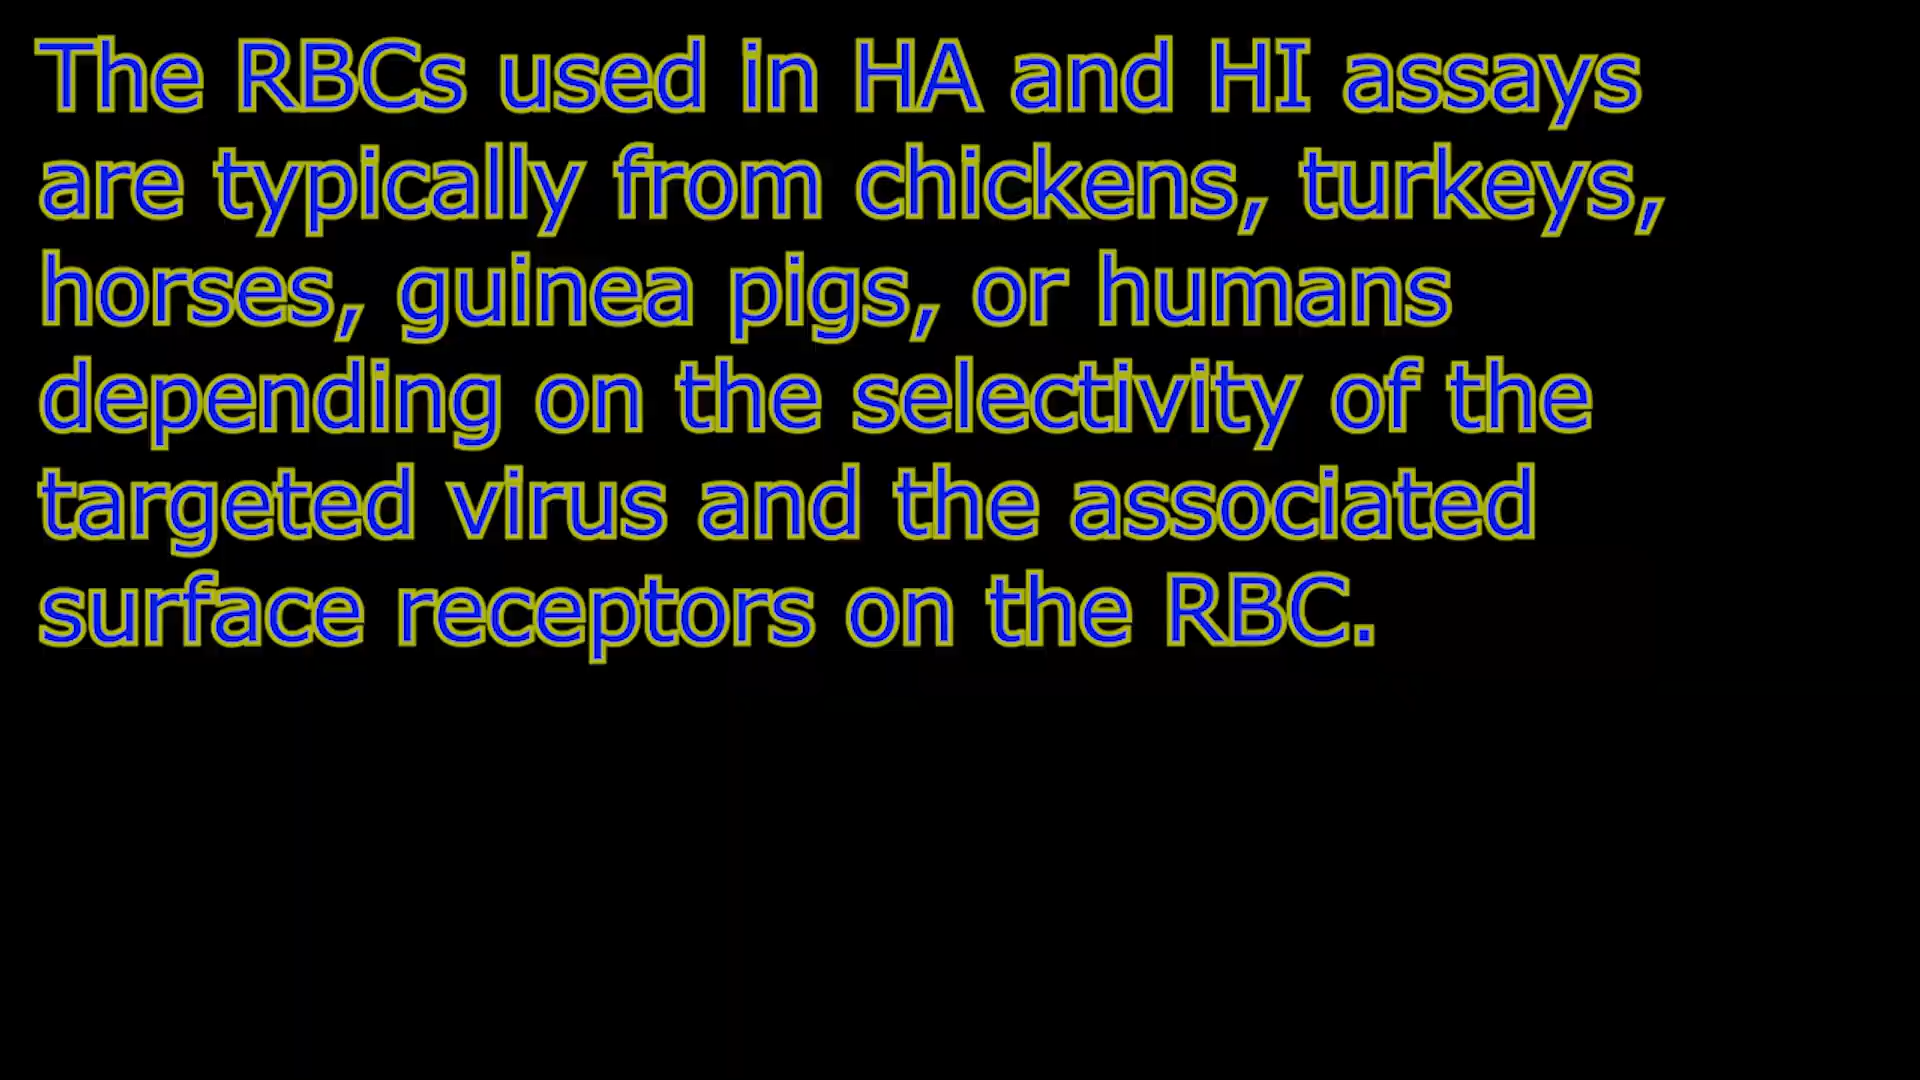 The RBCs used in HA and HI assays
are typically from chickens, turkeys,
horses, guinea pigs, or humans
depending on the selectivity of the
targeted virus and the associated
surface receptors on the RBC.